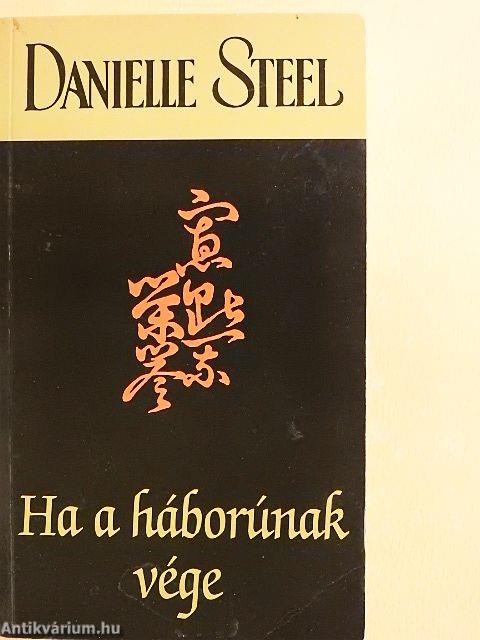 DANIELLE STEEL
Ha a háborúnak
vége
Antikvárium.hu